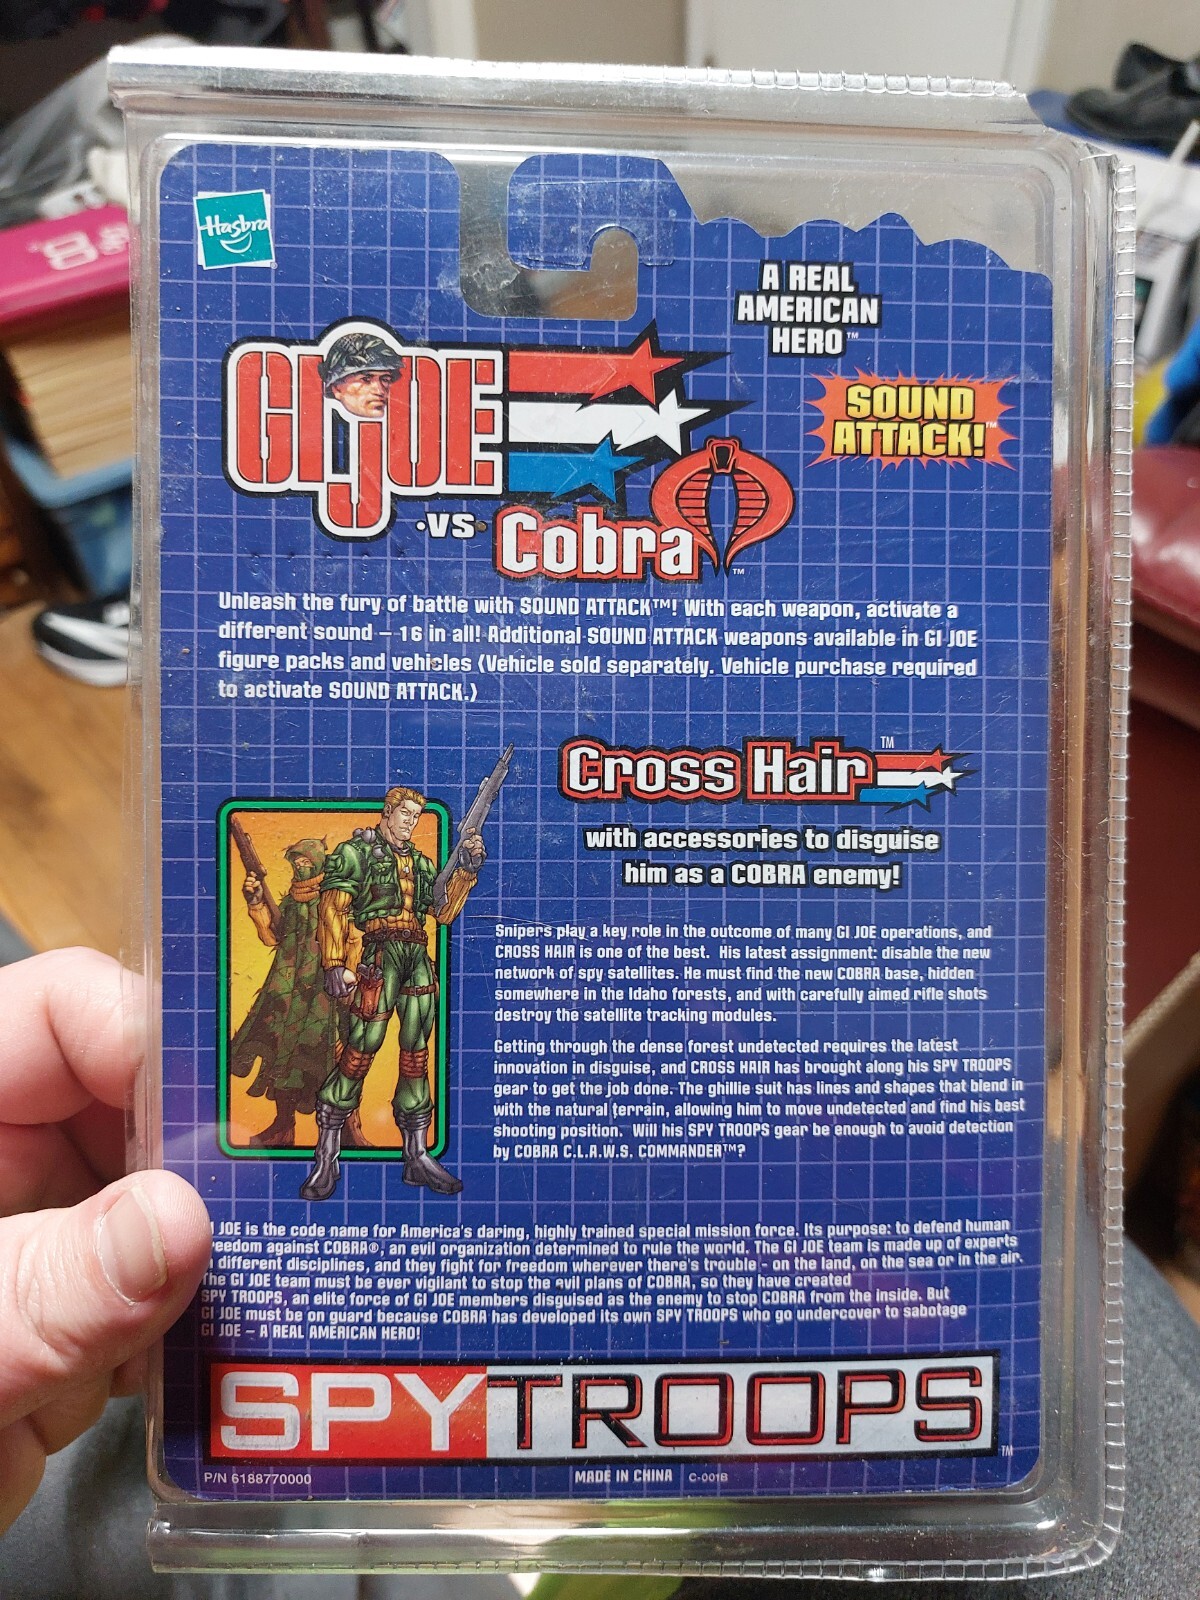 Hasbro
A REAL
AMERICAN
HERO™
GI JOE
SOUND
ATTACK!™
•VS•
Cobra
™
Unleash the fury of battle with SOUND ATTACK™! With each weapon, activate a
different sound – 16 in all! Additional SOUND ATTACK weapons available in GI JOE
figure packs and vehicles (Vehicle sold separately. Vehicle purchase required
to activate SOUND ATTACK.)
Cross Hair™
with accessories to disguise
him as a COBRA enemy!
Snipers play a key role in the outcome of many GI JOE operations, and
CROSS HAIR is one of the best. His latest assignment: disable the new
network of spy satellites. He must find the new COBRA base, hidden
somewhere in the Idaho forests, and with carefully aimed rifle shots
destroy the satellite tracking modules.
Getting through the dense forest undetected requires the latest
innovation in disguise, and CROSS HAIR has brought along his SPY TROOPS
gear to get the job done. The ghillie suit has lines and shapes that blend in
with the natural terrain, allowing him to move undetected and find his best
shooting position. Will his SPY TROOPS gear be enough to avoid detection
by COBRA C.L.A.W.S. COMMANDER™?
JOE is the code name for America's daring, highly trained special mission force. Its purpose: to defend human
reedom against COBRA®, an evil organization determined to rule the world. The GI JOE team is made up of experts
different disciplines, and they fight for freedom wherever there's trouble - on the land, on the sea or in the air.
The GI JOE team must be ever vigilant to stop the evil plans of COBRA, so they have created
SPY TROOPS, an elite force of GI JOE members disguised as the enemy to stop COBRA from the inside. But
GI JOE must be on guard because COBRA has developed its own SPY TROOPS who go undercover to sabotage
GI JOE – A REAL AMERICAN HERO!
SPYTROOPS™
P/N 6188770000
MADE IN CHINA C-001B